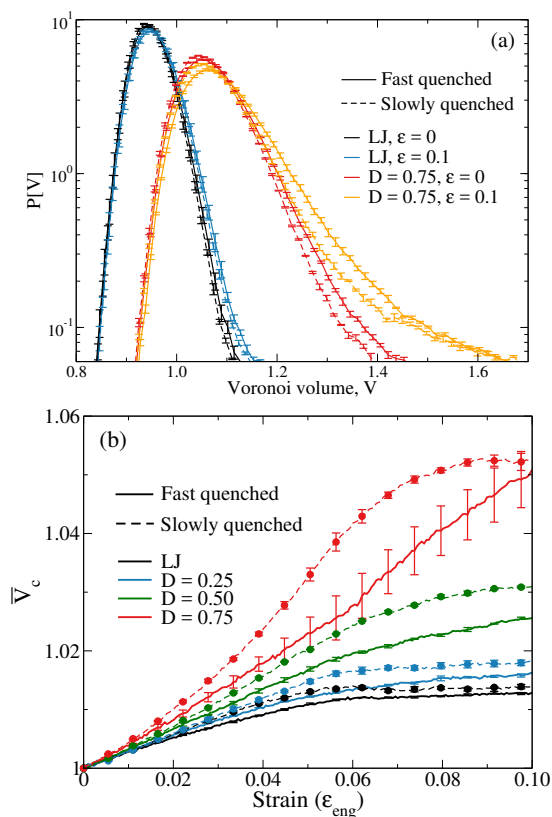 10^1
(a)
Fast quenched
Slowly quenched
LJ, ε = 0
LJ, ε = 0.1
D = 0.75, ε = 0
D = 0.75, ε = 0.1
P[V]
10^0
10^-1
0.8 1.0 1.2 1.4 1.6
Voronoi volume, V
1.06
(b)
Fast quenched
Slowly quenched
1.04
LJ
D = 0.25
D = 0.50
D = 0.75
V̅_c
1.02
1
0 0.02 0.04 0.06 0.08 0.10
Strain (ε_eng)